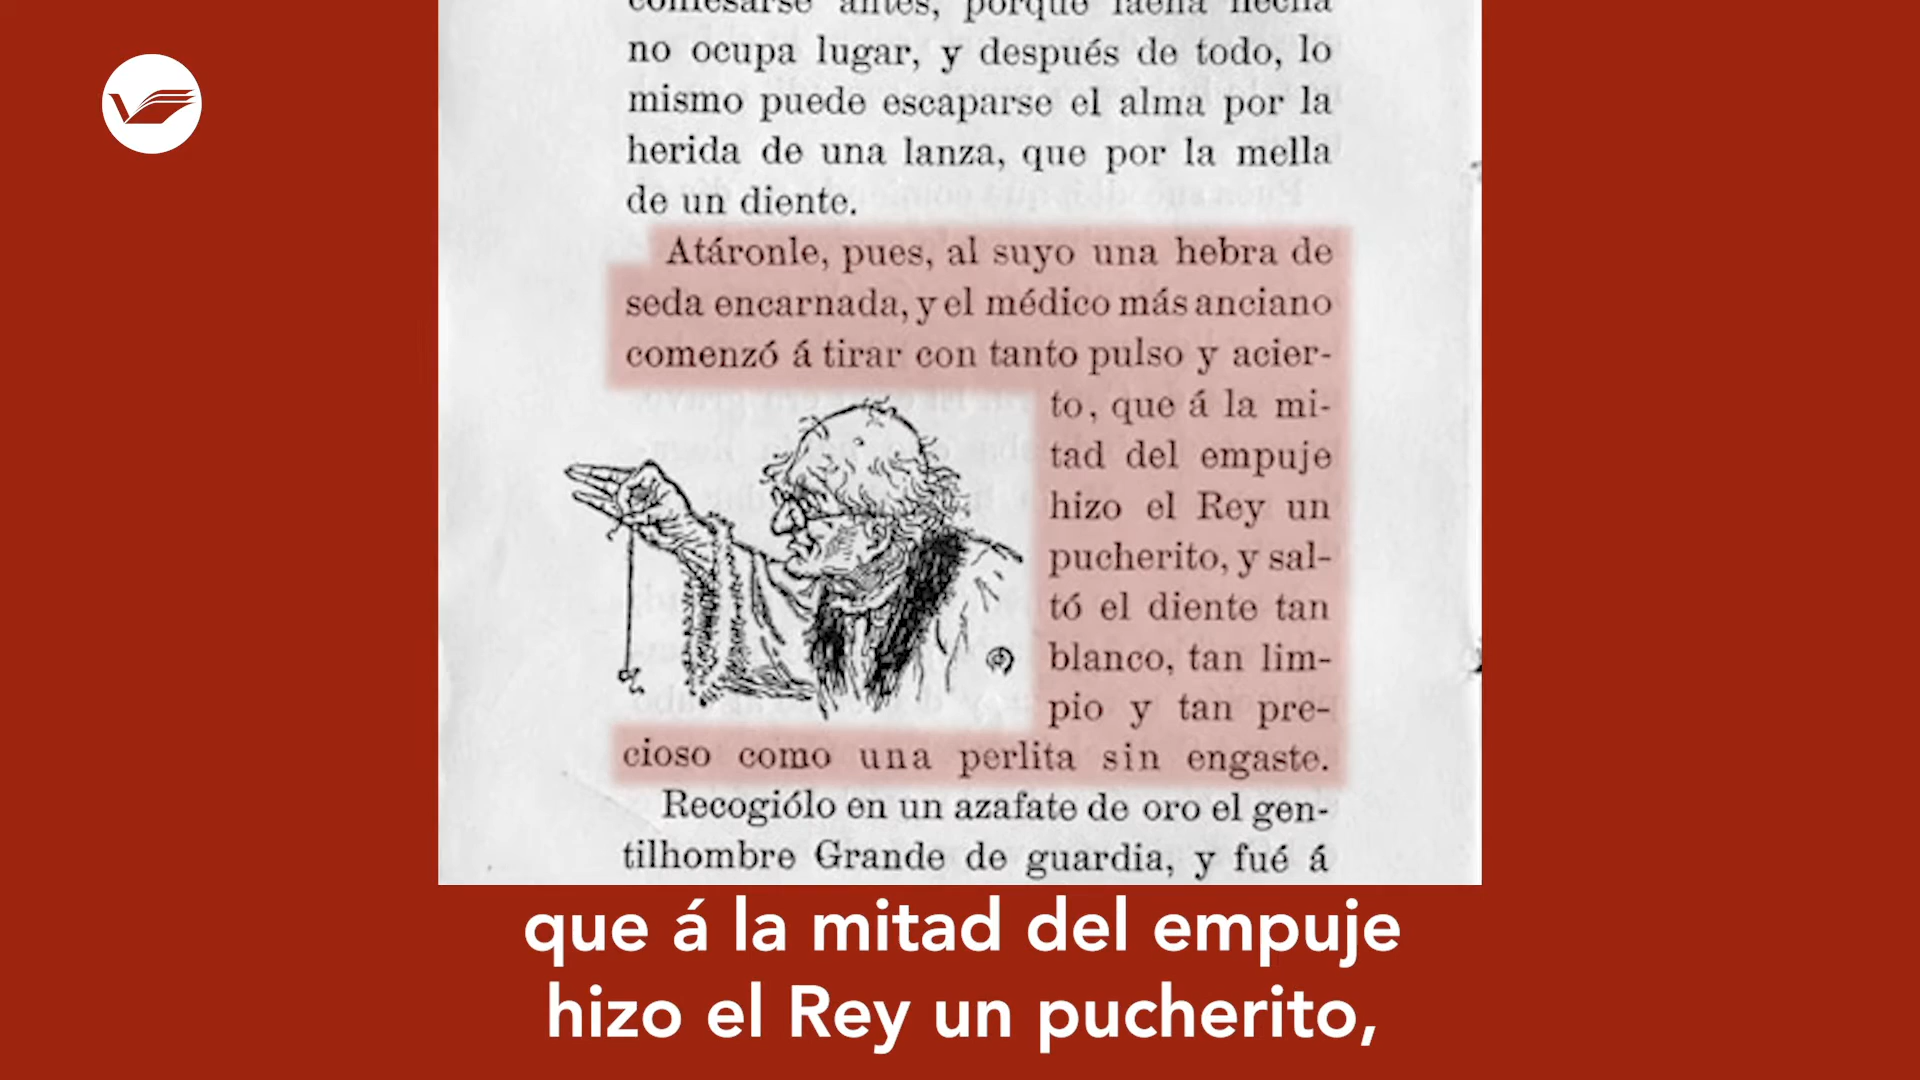 confesarse antes, porque faena hecha
no ocupa lugar, y después de todo, lo
mismo puede escaparse el alma por la
herida de una lanza, que por la mella
de un diente.
Atáronle, pues, al suyo una hebra de
seda encarnada, y el médico más anciano
comenzó á tirar con tanto pulso y acier-
to, que á la mi-
tad del empuje
hizo el Rey un
pucherito, y sal-
tó el diente tan
blanco, tan lim-
pio y tan pre-
cioso como una perlita sin engaste.
Recogiólo en un azafate de oro el gen-
tilhombre Grande de guardia, y fué á
que á la mitad del empuje
hizo el Rey un pucherito,